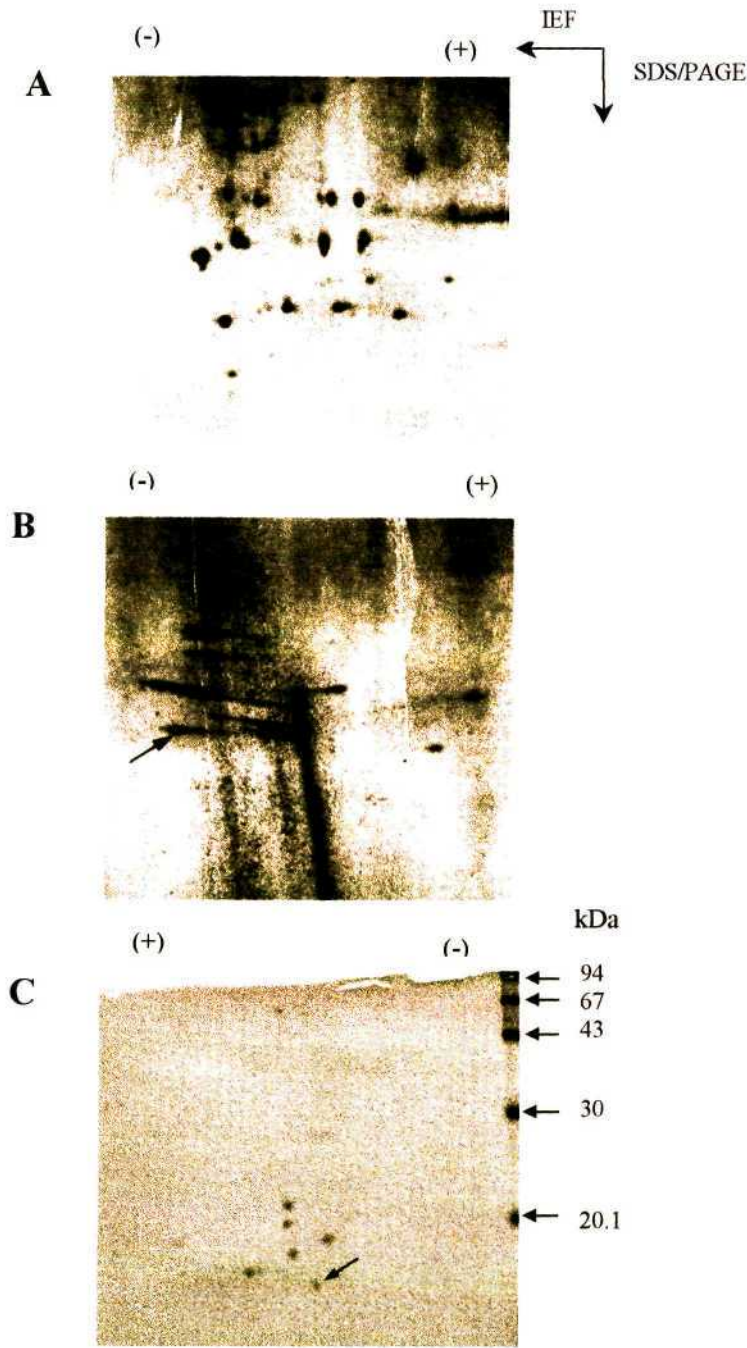 IEF
(-) (+)
SDS/PAGE
A
(-) (+)
B
kDa
(+) (-)
C
94
67
43
30
20.1